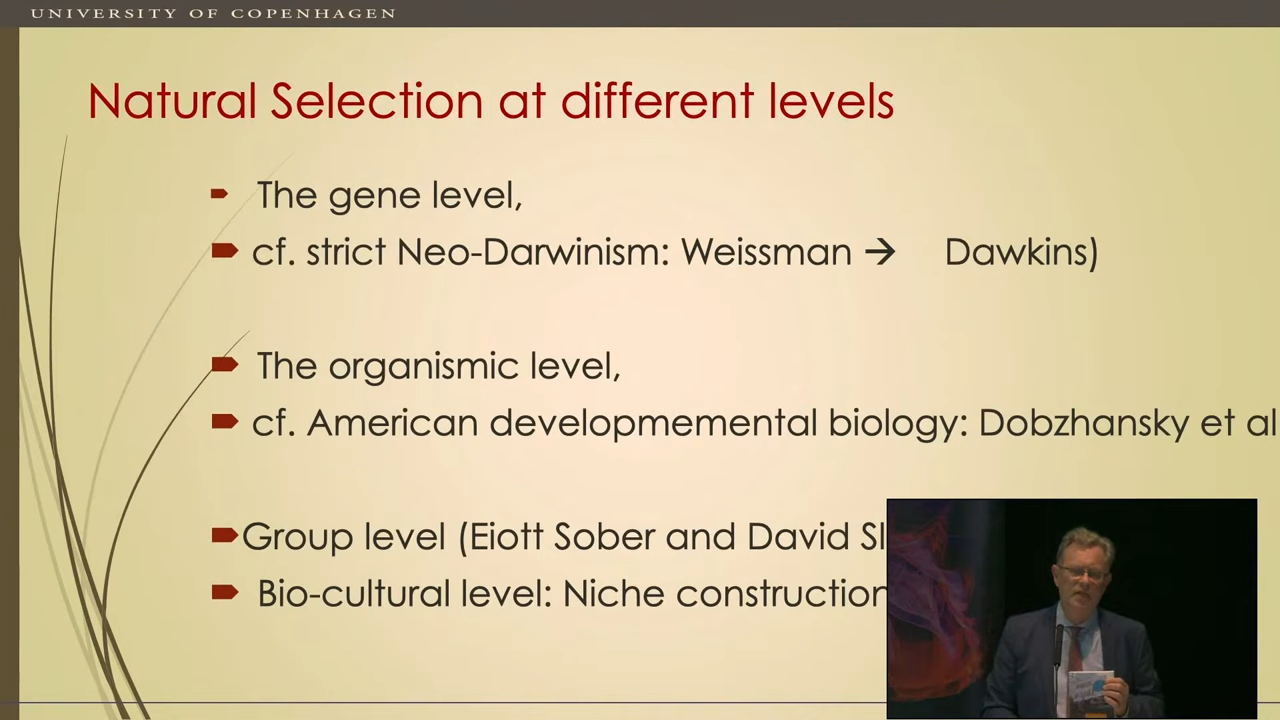 UNIVERSITY OF COPENHAGEN
Natural Selection at different levels
The gene level,
cf. strict Neo-Darwinism: Weissman → Dawkins)
The organismic level,
cf. American developmemental biology: Dobzhansky et al
Group level (Eiott Sober and David Sl
Bio-cultural level: Niche construction